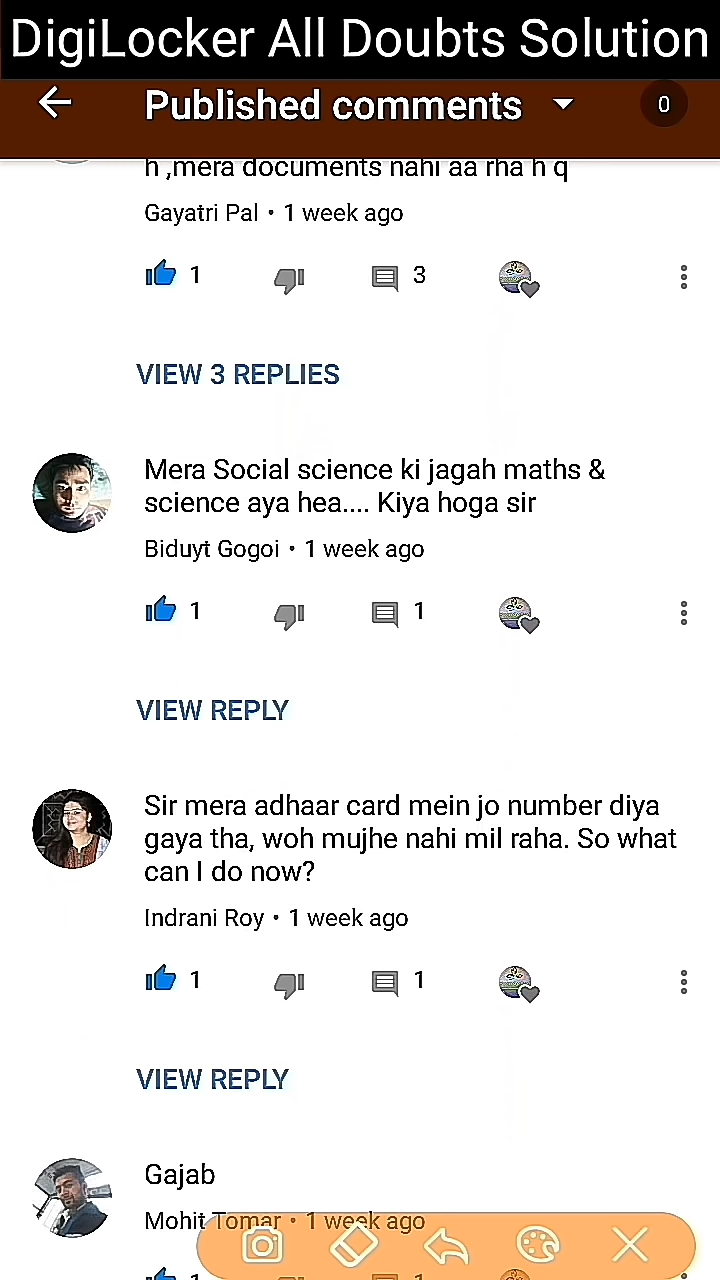 DigiLocker All Doubts Solution
Published comments
0
h ,mera documents nahi aa rha h q
Gayatri Pal • 1 week ago
1
3
VIEW 3 REPLIES
Mera Social science ki jagah maths &
science aya hea.... Kiya hoga sir
Biduyt Gogoi • 1 week ago
1
1
VIEW REPLY
Sir mera adhaar card mein jo number diya
gaya tha, woh mujhe nahi mil raha. So what
can I do now?
Indrani Roy • 1 week ago
1
1
VIEW REPLY
Gajab
Mohit Tomar • 1 week ago
1
1